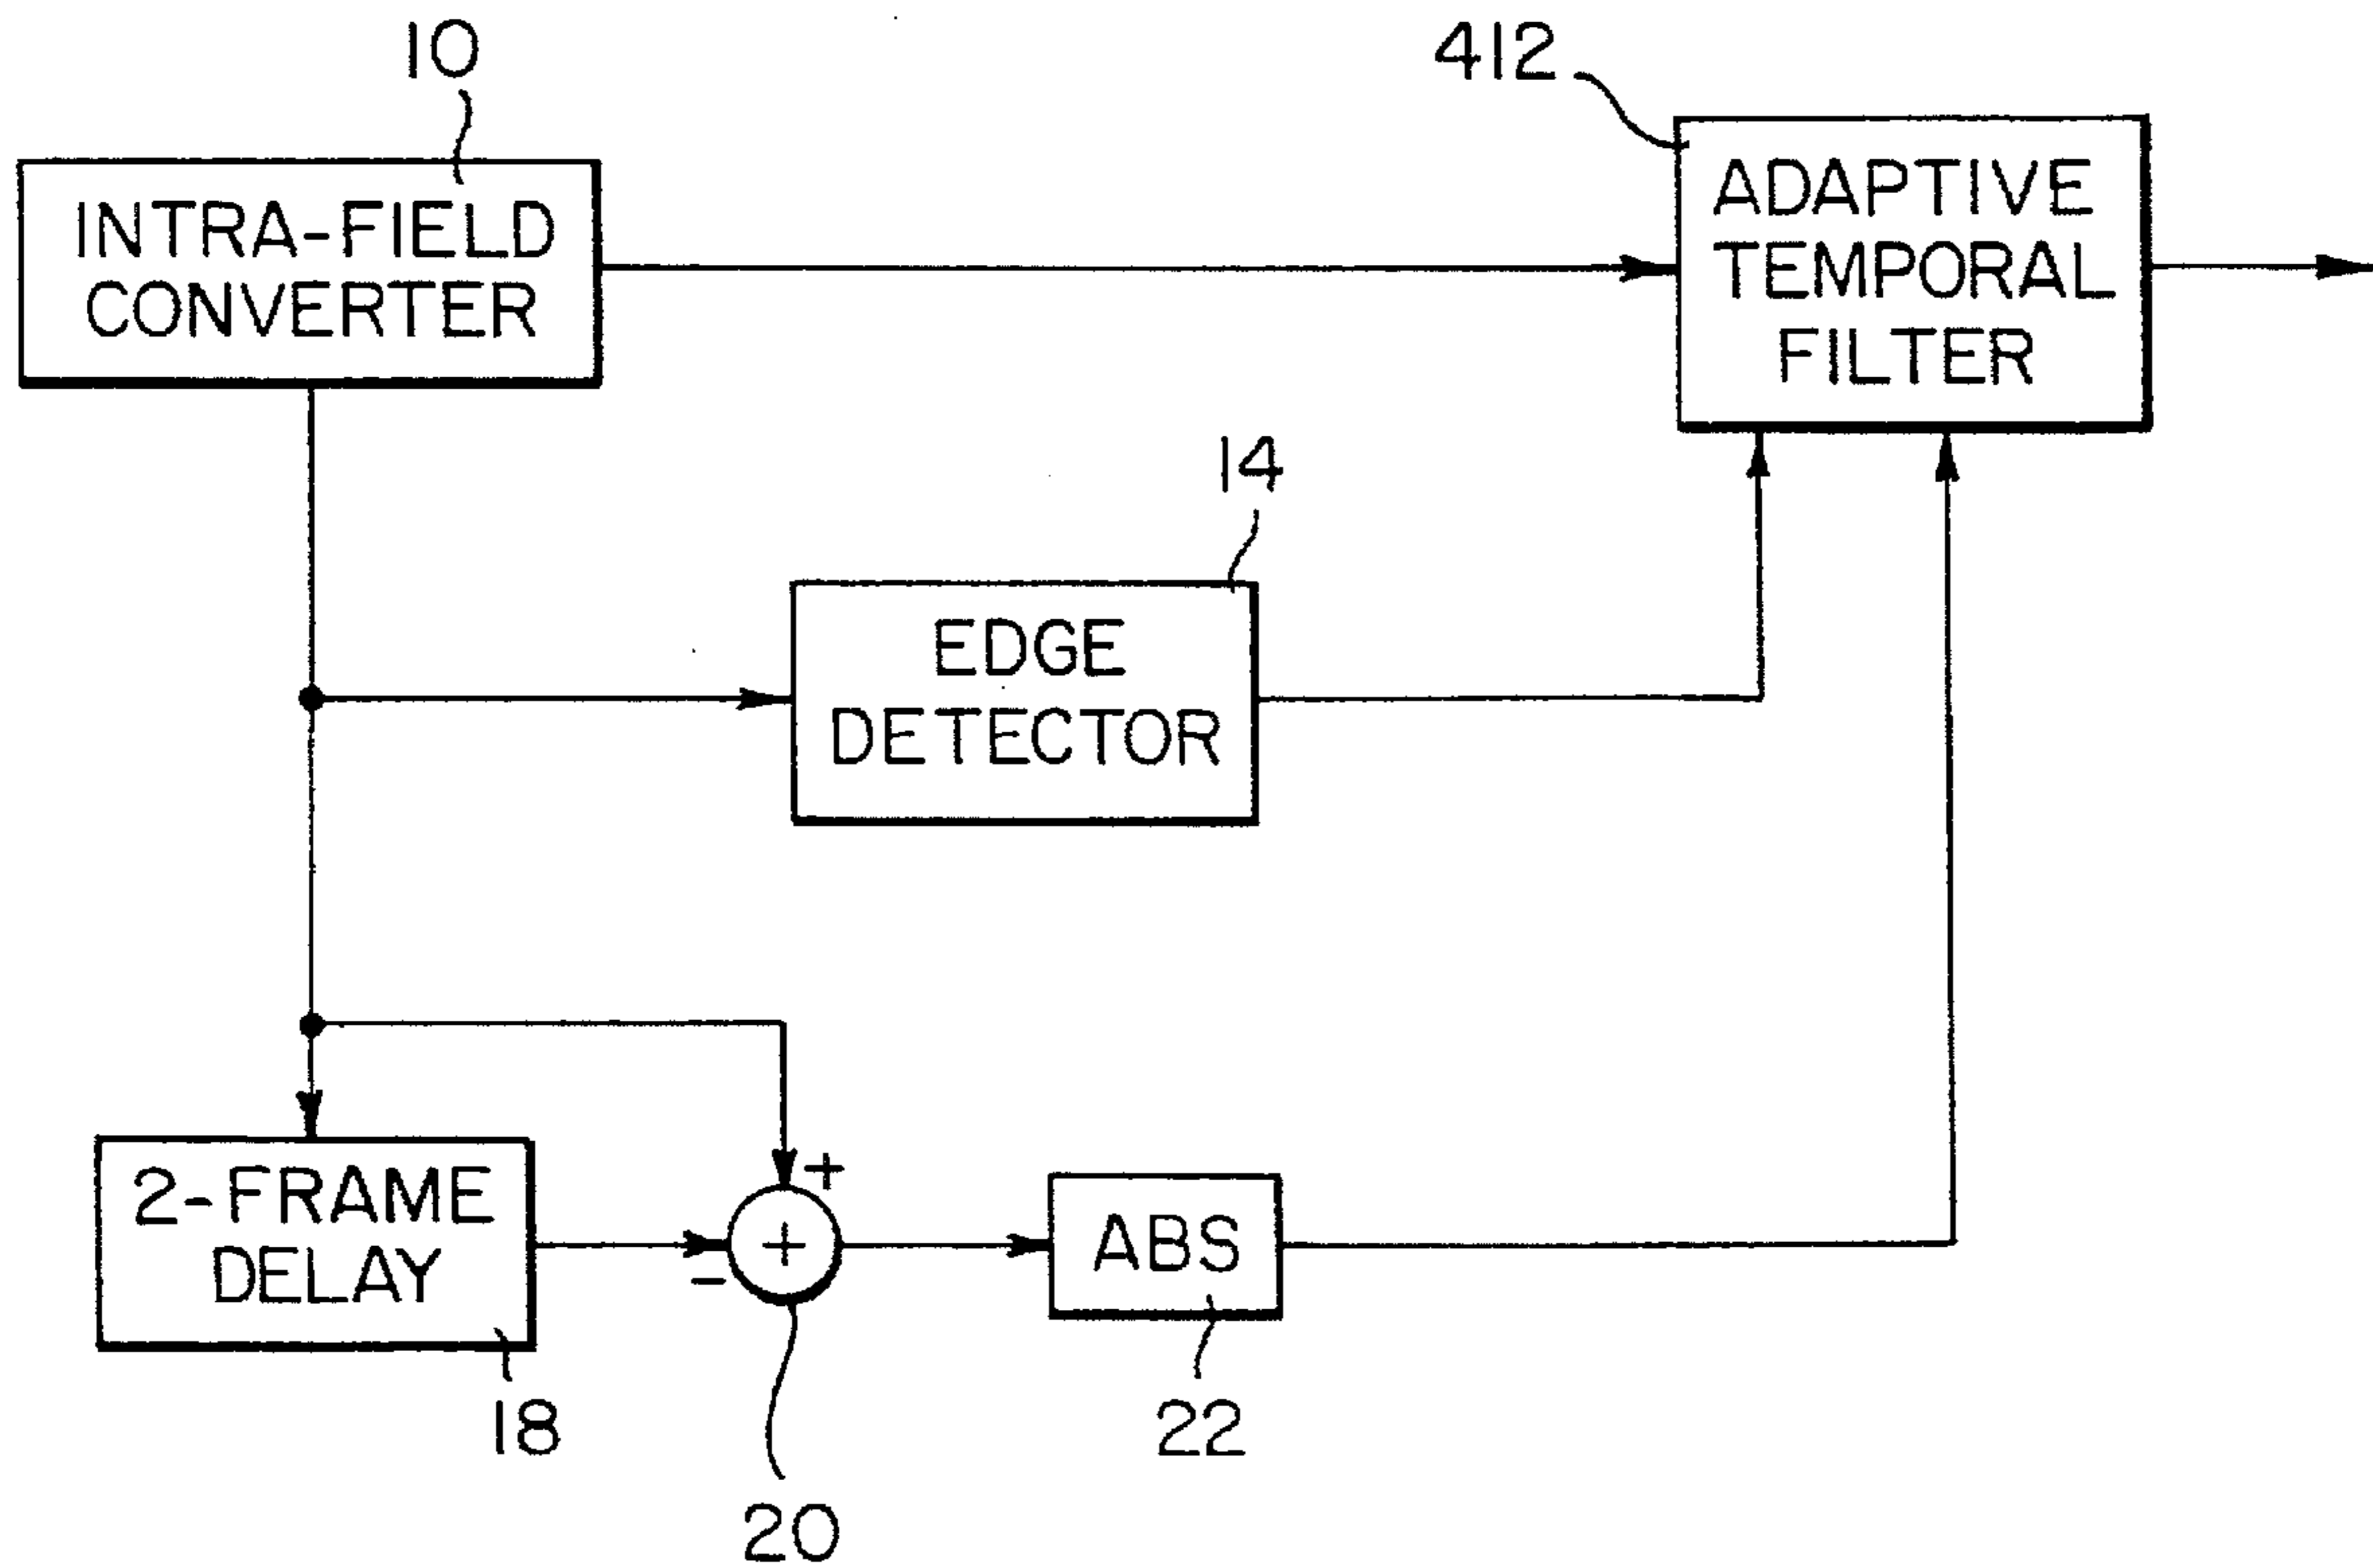 10
412
INTRA-FIELD
CONVERTER
ADAPTIVE
TEMPORAL
FILTER
14
EDGE
DETECTOR
+
2-FRAME
DELAY
+
−
ABS
18
22
20